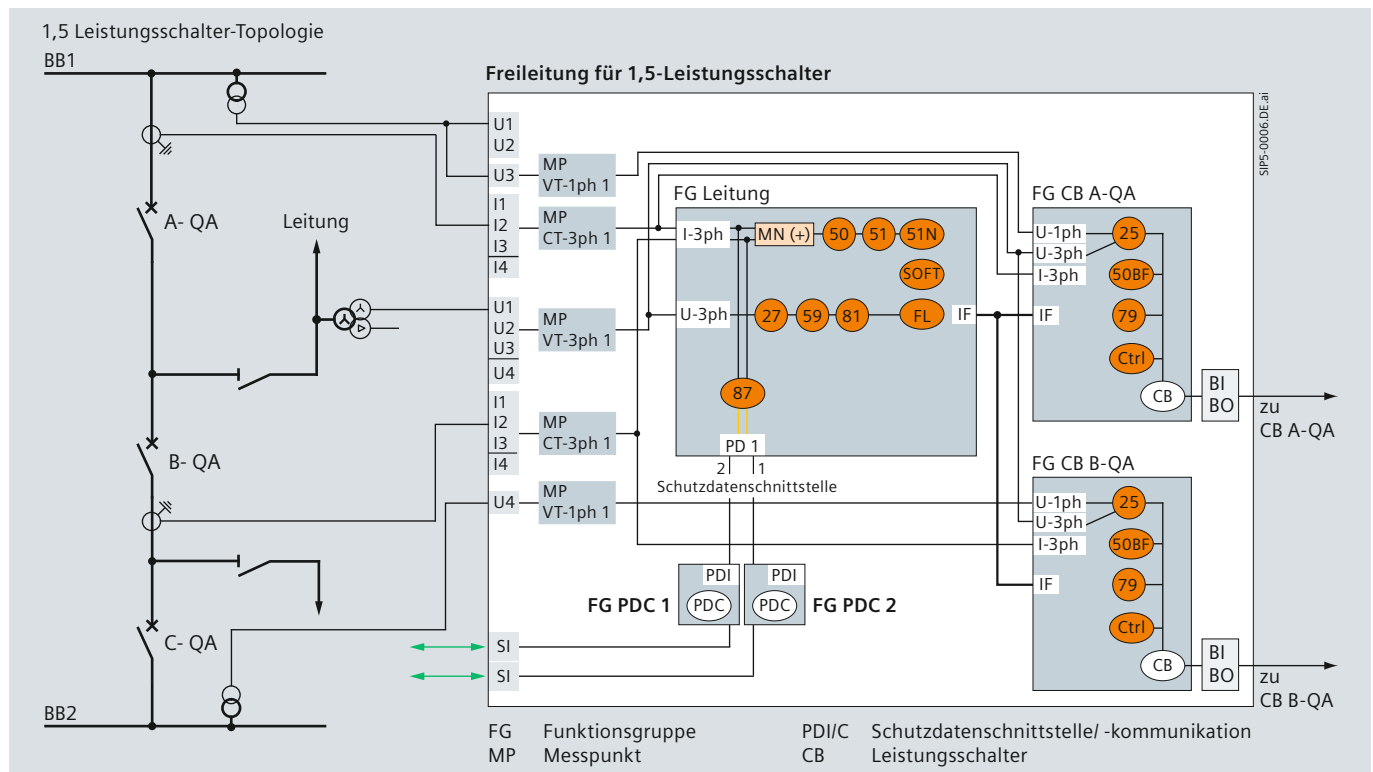 1,5 Leistungsschalter-Topologie
BB1
A- QA
Leitung
B- QA
C- QA
BB2
Freileitung für 1,5-Leistungsschalter
SIP5-0006.DE.ai
U1
U2
U3
I1
I2
I3
I4
U1
U2
U3
U4
I1
I2
I3
I4
U4
SI
SI
MP
VT-1ph 1
MP
CT-3ph 1
MP
VT-3ph 1
MP
CT-3ph 1
MP
VT-1ph 1
FG Leitung
I-3ph
MN (+)
50
51
51N
SOFT
U-3ph
27
59
81
FL
IF
87
PD 1
2
1
Schutzdatenschnittstelle
PDI
PDC
FG PDC 1
PDI
PDC
FG PDC 2
FG CB A-QA
U-1ph
U-3ph
I-3ph
IF
25
50BF
79
Ctrl
CB
BI
BO
zu
CB A-QA
FG CB B-QA
U-1ph
U-3ph
I-3ph
IF
25
50BF
79
Ctrl
CB
BI
BO
zu
CB B-QA
FG Funktionsgruppe
MP Messpunkt
PDI/C Schutzdatenschnittstelle/ -kommunikation
CB Leistungsschalter